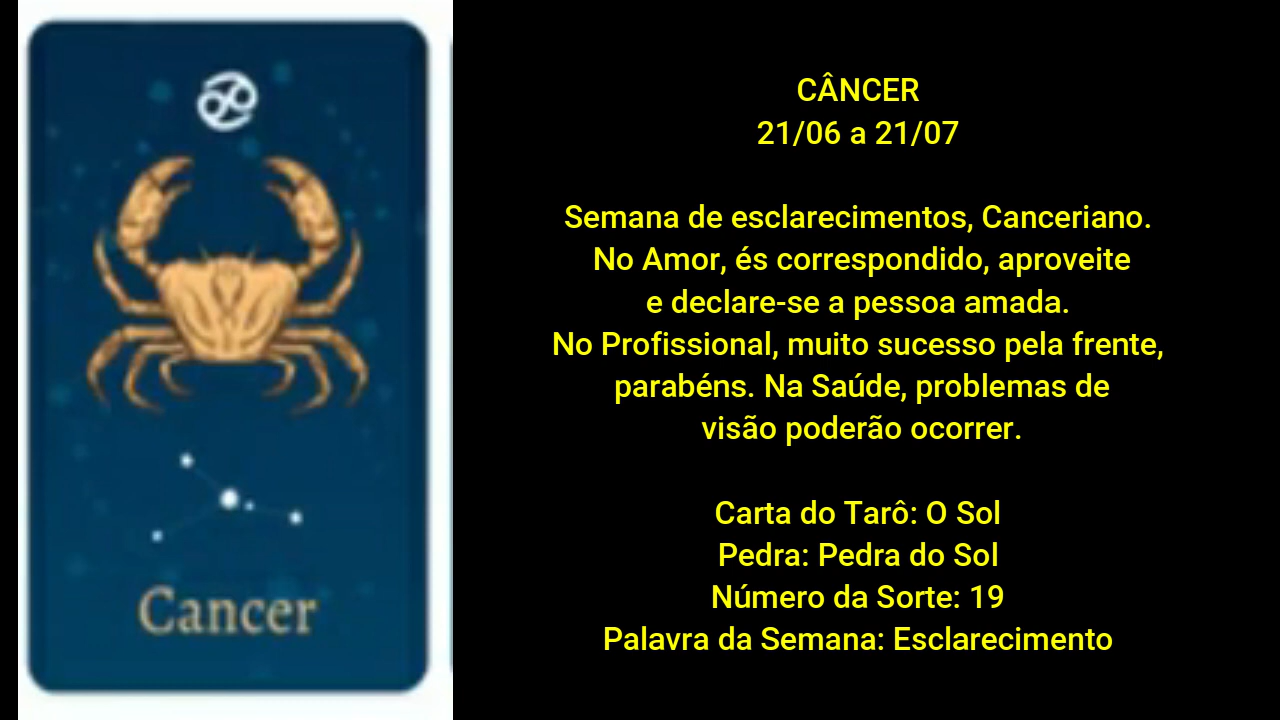 Cancer
CÂNCER
21/06 a 21/07
Semana de esclarecimentos, Canceriano.
No Amor, és correspondido, aproveite
e declare-se a pessoa amada.
No Profissional, muito sucesso pela frente,
parabéns. Na Saúde, problemas de
visão poderão ocorrer.
Carta do Tarô: O Sol
Pedra: Pedra do Sol
Número da Sorte: 19
Palavra da Semana: Esclarecimento